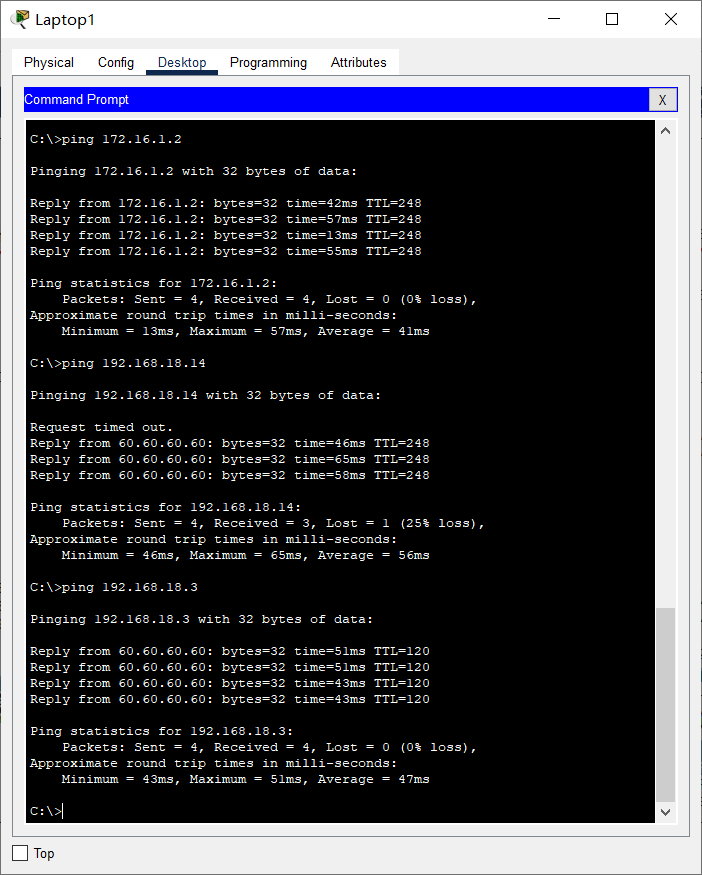 Laptop1
Physical Config Desktop Programming Attributes
Command Prompt X
C:\>ping 172.16.1.2
Pinging 172.16.1.2 with 32 bytes of data:
Reply from 172.16.1.2: bytes=32 time=42ms TTL=248
Reply from 172.16.1.2: bytes=32 time=57ms TTL=248
Reply from 172.16.1.2: bytes=32 time=13ms TTL=248
Reply from 172.16.1.2: bytes=32 time=55ms TTL=248
Ping statistics for 172.16.1.2:
Packets: Sent = 4, Received = 4, Lost = 0 (0% loss),
Approximate round trip times in milli-seconds:
Minimum = 13ms, Maximum = 57ms, Average = 41ms
C:\>ping 192.168.18.14
Pinging 192.168.18.14 with 32 bytes of data:
Request timed out.
Reply from 60.60.60.60: bytes=32 time=46ms TTL=248
Reply from 60.60.60.60: bytes=32 time=65ms TTL=248
Reply from 60.60.60.60: bytes=32 time=58ms TTL=248
Ping statistics for 192.168.18.14:
Packets: Sent = 4, Received = 3, Lost = 1 (25% loss),
Approximate round trip times in milli-seconds:
Minimum = 46ms, Maximum = 65ms, Average = 56ms
C:\>ping 192.168.18.3
Pinging 192.168.18.3 with 32 bytes of data:
Reply from 60.60.60.60: bytes=32 time=51ms TTL=120
Reply from 60.60.60.60: bytes=32 time=51ms TTL=120
Reply from 60.60.60.60: bytes=32 time=43ms TTL=120
Reply from 60.60.60.60: bytes=32 time=43ms TTL=120
Ping statistics for 192.168.18.3:
Packets: Sent = 4, Received = 4, Lost = 0 (0% loss),
Approximate round trip times in milli-seconds:
Minimum = 43ms, Maximum = 51ms, Average = 47ms
C:\>
Top